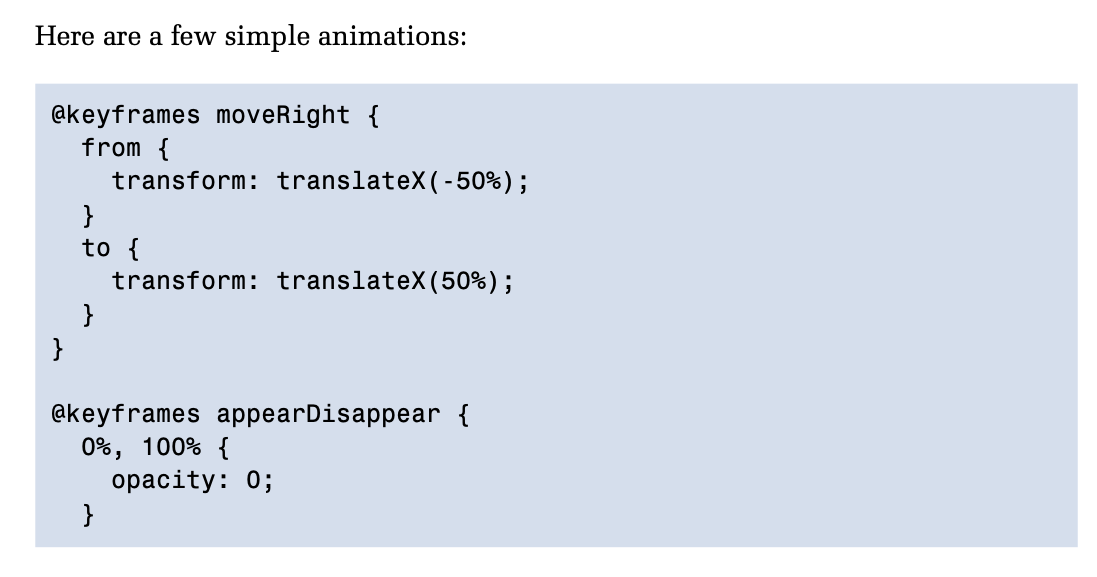 Here are a few simple animations:
@keyframes moveRight {
  from {
    transform: translateX(-50%);
  }
  to {
    transform: translateX(50%);
  }
}

@keyframes appearDisappear {
  0%, 100% {
    opacity: 0;
  }